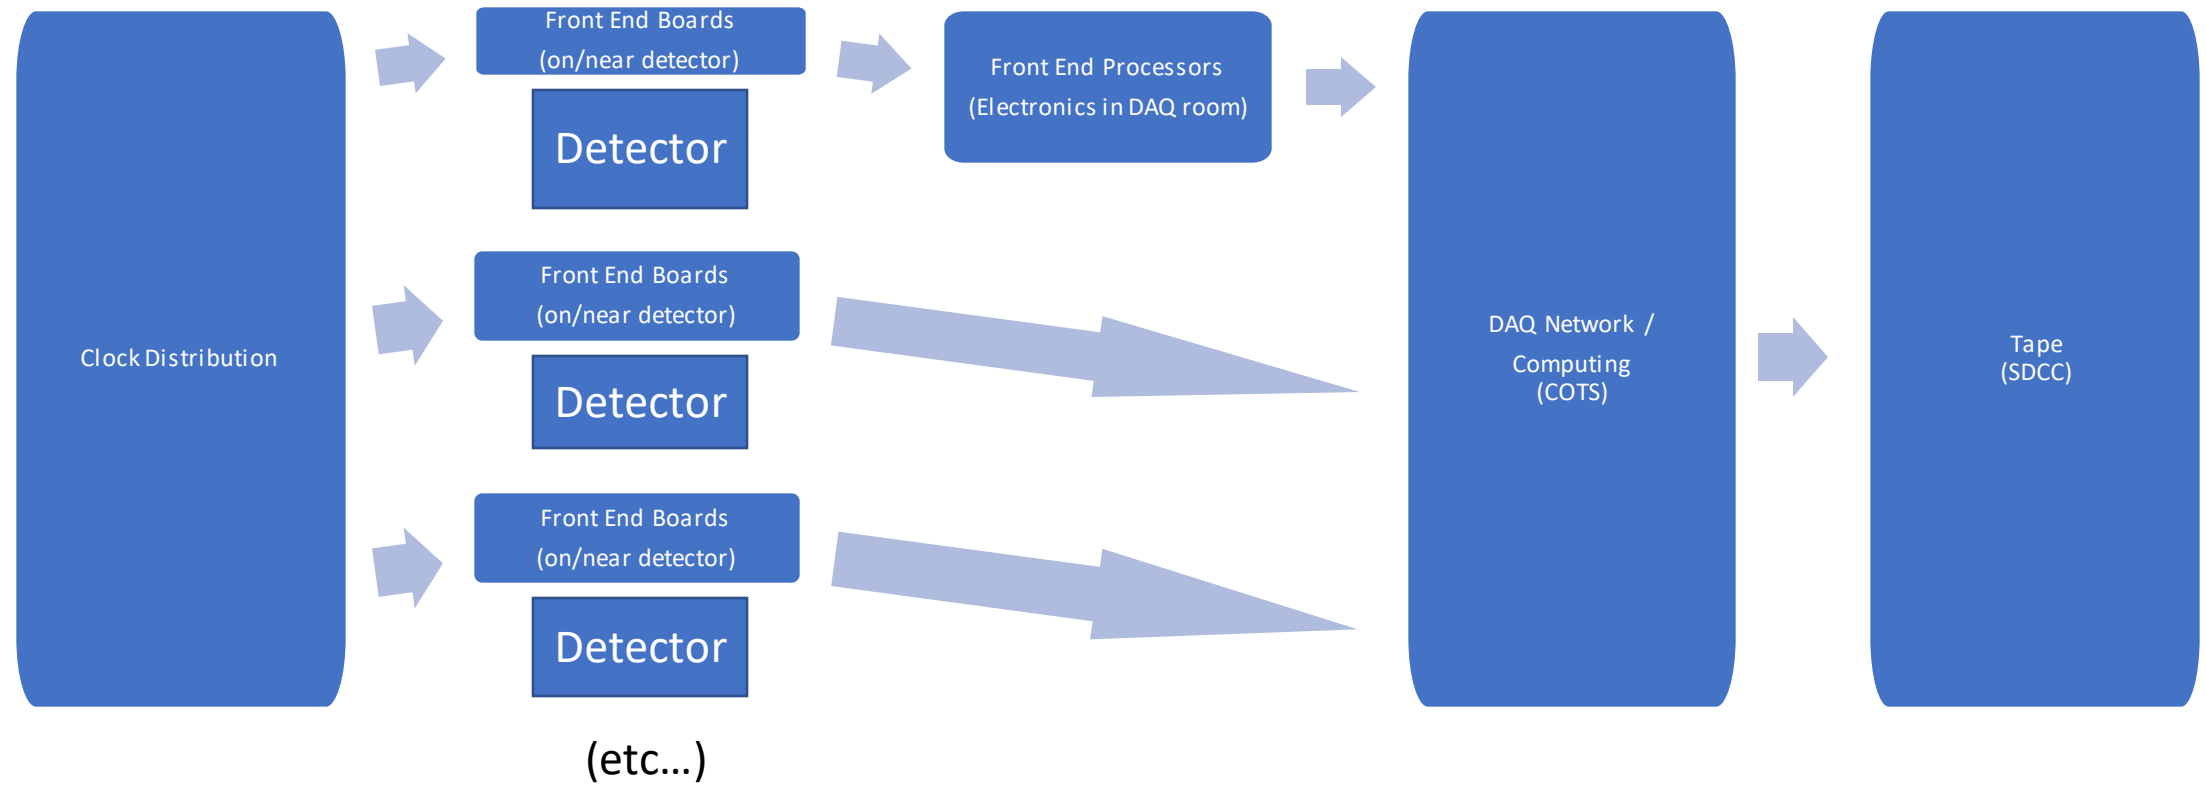 Clock Distribution
Front End Boards
(on/near detector)
Detector
Front End Boards
(on/near detector)
Detector
Front End Boards
(on/near detector)
Detector
(etc...)
Front End Processors
(Electronics in DAQ room)
DAQ Network /
Computing
(COTS)
Tape
(SDCC)